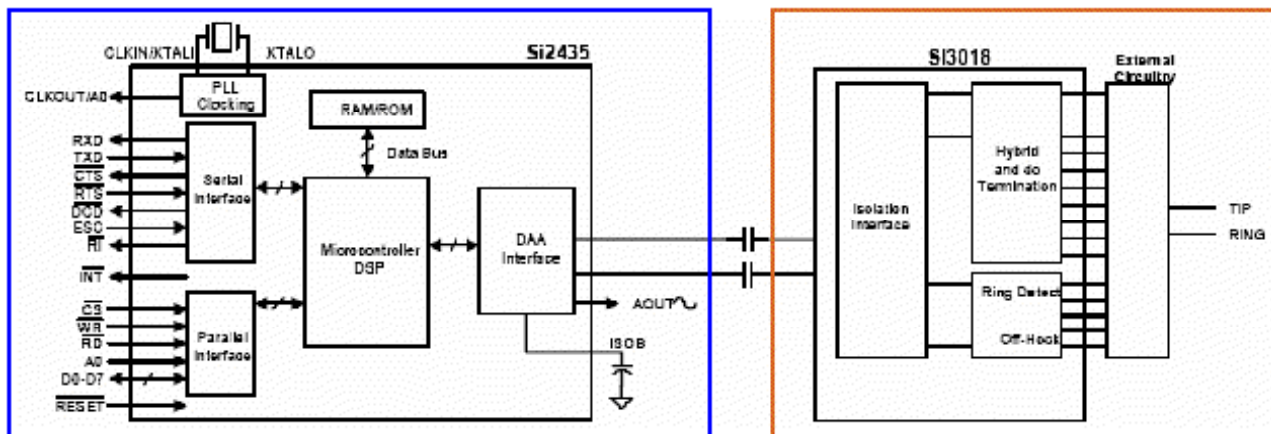 CLKIN/XTALI
XTALO
Si2435
PLL
Clocking
CLKOUT/A0
RAM/ROM
Data Bus
RXD
TXD
CTS
RTS
DCD
ESC
RI
INT
CS
WR
RD
A0
D0-D7
RESET
Serial
Interface
Parallel
Interface
Microcontroller
DSP
DAA
Interface
AOUT
ISOB
Si3018
External
Circuitry
Isolation
Interface
Hybrid
and dc
Termination
Ring Detect
Off-Hook
TIP
RING